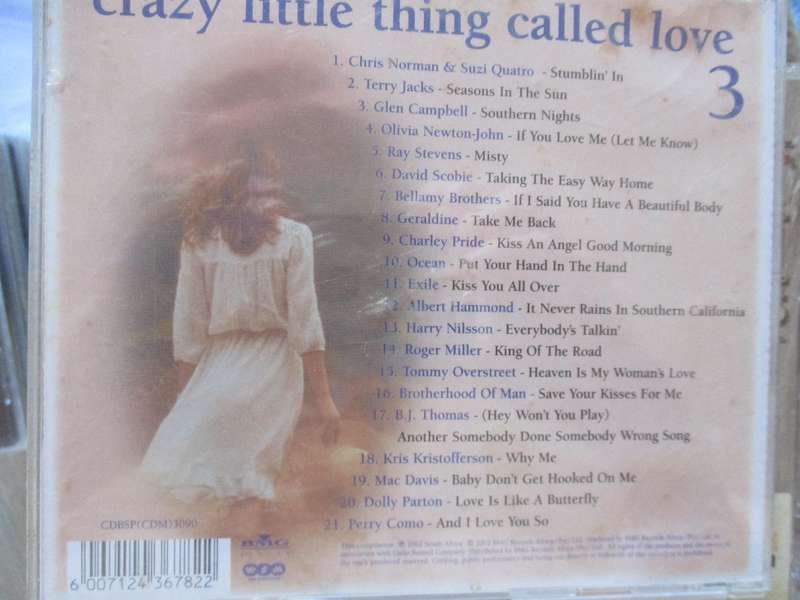 crazy little thing called love
3
1. Chris Norman & Suzi Quatro - Stumblin' In
2. Terry Jacks - Seasons In The Sun
3. Glen Campbell - Southern Nights
4. Olivia Newton-John - If You Love Me (Let Me Know)
5. Ray Stevens - Misty
6. David Scobie - Taking The Easy Way Home
7. Bellamy Brothers - If I Said You Have A Beautiful Body
8. Geraldine - Take Me Back
9. Charley Pride - Kiss An Angel Good Morning
10. Ocean - Put Your Hand In The Hand
11. Exile - Kiss You All Over
12. Albert Hammond - It Never Rains In Southern California
13. Harry Nilsson - Everybody's Talkin'
14. Roger Miller - King Of The Road
15. Tommy Overstreet - Heaven Is My Woman's Love
16. Brotherhood Of Man - Save Your Kisses For Me
17. B.J. Thomas - (Hey Won't You Play)
Another Somebody Done Somebody Wrong Song
18. Kris Kristofferson - Why Me
19. Mac Davis - Baby Don't Get Hooked On Me
20. Dolly Parton - Love Is Like A Butterfly
21. Perry Como - And I Love You So
CDBSP(CDM)3090
BMG
6 007124 367822